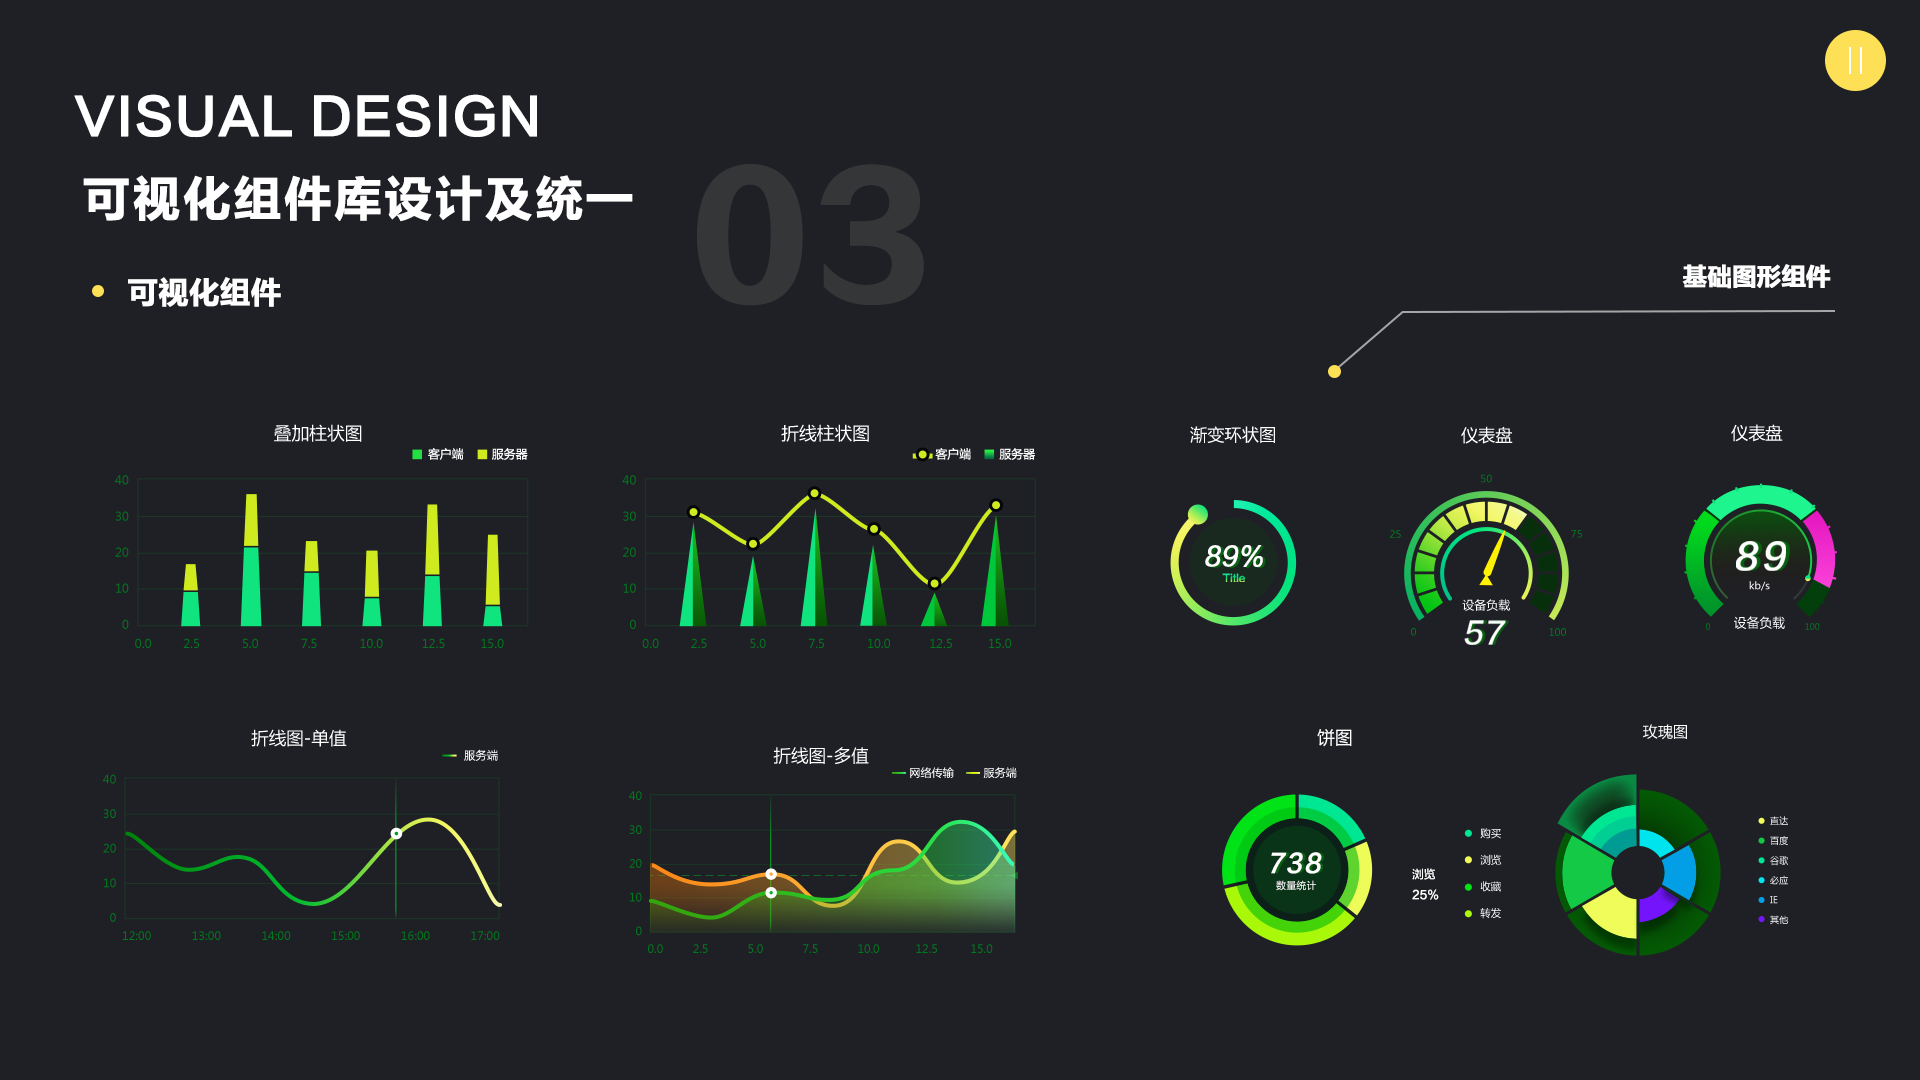 VISUAL DESIGN
可视化组件库设计及统一
03
可视化组件
基础图形组件
叠加柱状图
客户端 服务器
40
30
20
10
0
0.0 2.5 5.0 7.5 10.0 12.5 15.0
折线柱状图
客户端 服务器
40
30
20
10
0
0.0 2.5 5.0 7.5 10.0 12.5 15.0
渐变环状图
89%
Title
仪表盘
50
25 75
设备负载
0 100
57
仪表盘
89
kb/s
设备负载
0 100
折线图-单值
服务端
40
30
20
10
0
12:00 13:00 14:00 15:00 16:00 17:00
折线图-多值
网络传输 服务端
40
30
20
10
0
0.0 2.5 5.0 7.5 10.0 12.5 15.0
饼图
738
数量统计
浏览
25%
购买
浏览
收藏
转发
玫瑰图
直达
百度
谷歌
必应
IE
其他